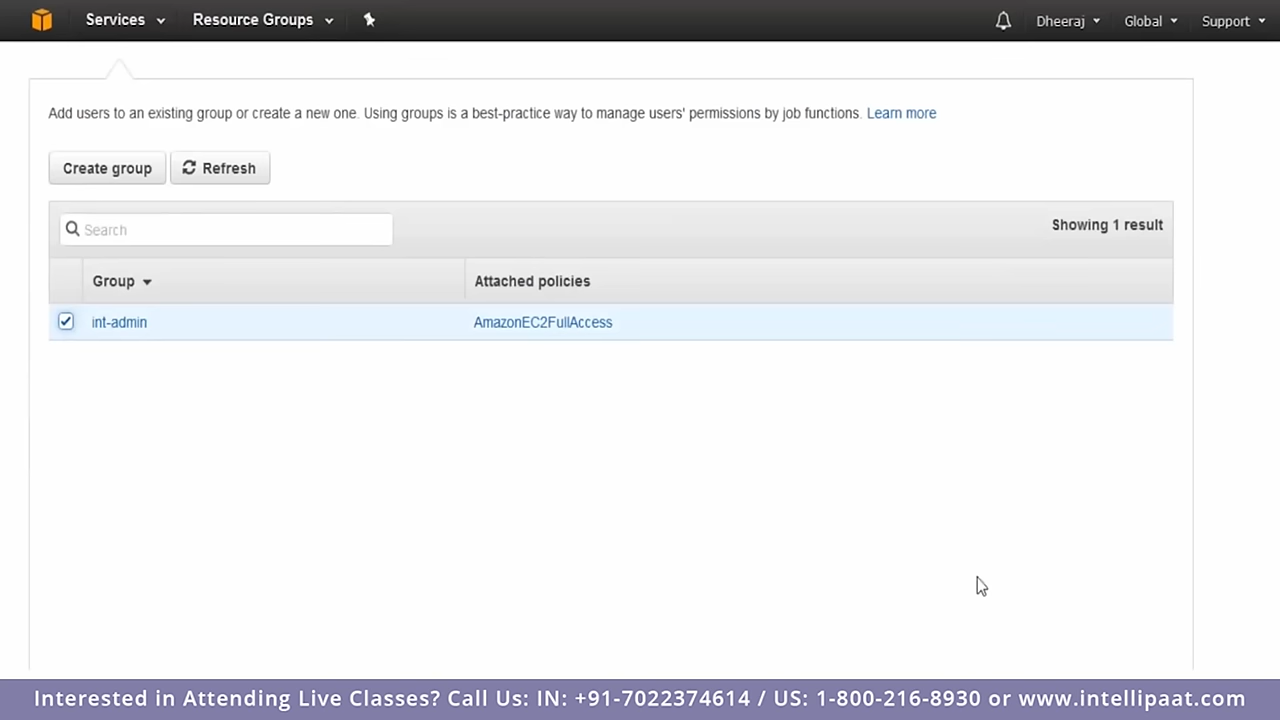 Services Resource Groups Dheeraj Global Support
Add users to an existing group or create a new one. Using groups is a best-practice way to manage users' permissions by job functions. Learn more
Create group Refresh
Search Showing 1 result
Group Attached policies
int-admin AmazonEC2FullAccess
Interested in Attending Live Classes? Call Us: IN: +91-7022374614 / US: 1-800-216-8930 or www.intellipaat.com